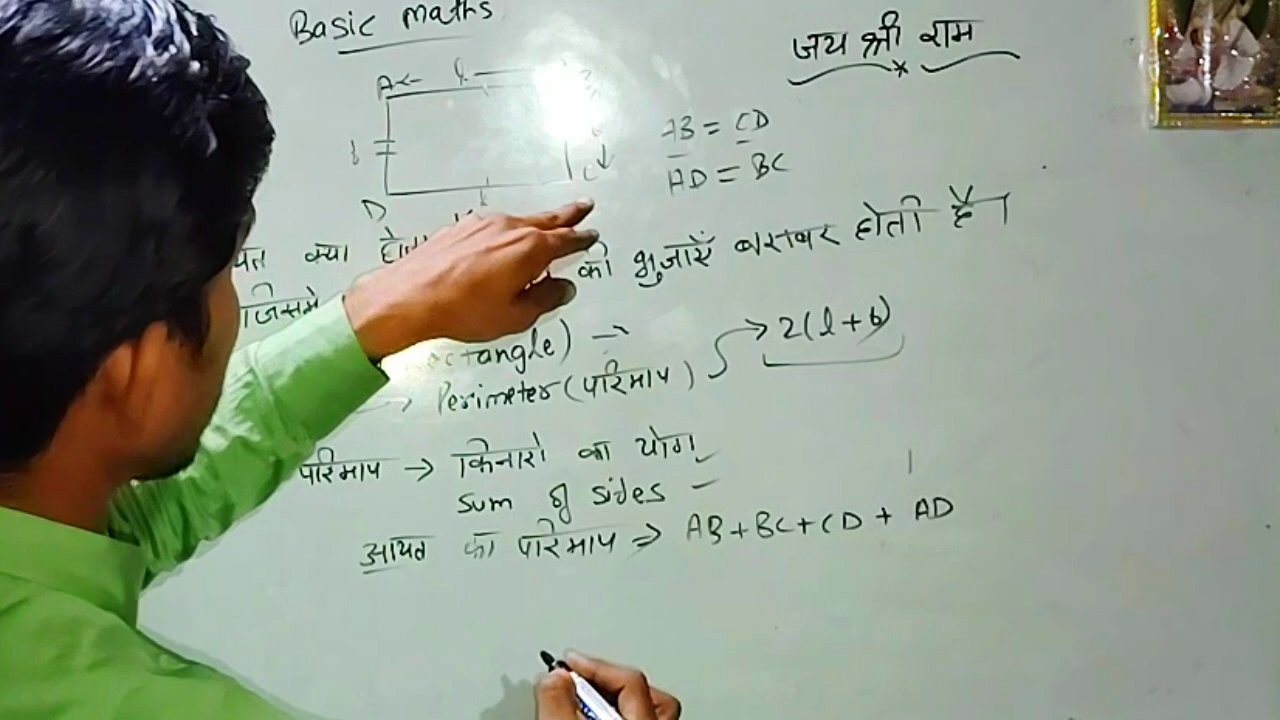 Basic maths
जय श्री राम
A
l
b
D
C
AB = CD
AD = BC
क्या
की भुजाएँ बराबर होती है।
जिसमे
ctangle) →
→ Perimeter (परिमाप) → 2(l+b)
परिमाप → किनारो का योग
sum of sides
आयत का परिमाप => AB+BC+CD+ AD